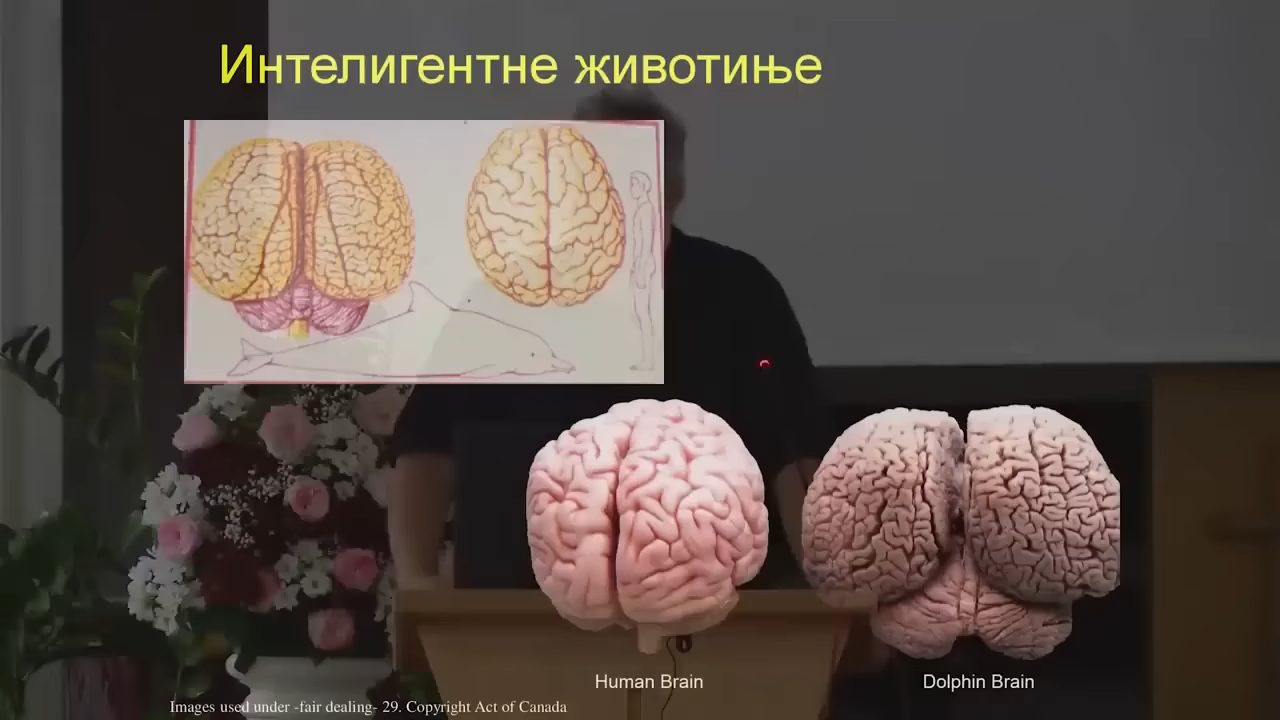 Интелигентне животиње
Human Brain
Dolphin Brain
Images used under -fair dealing- 29. Copyright Act of Canada